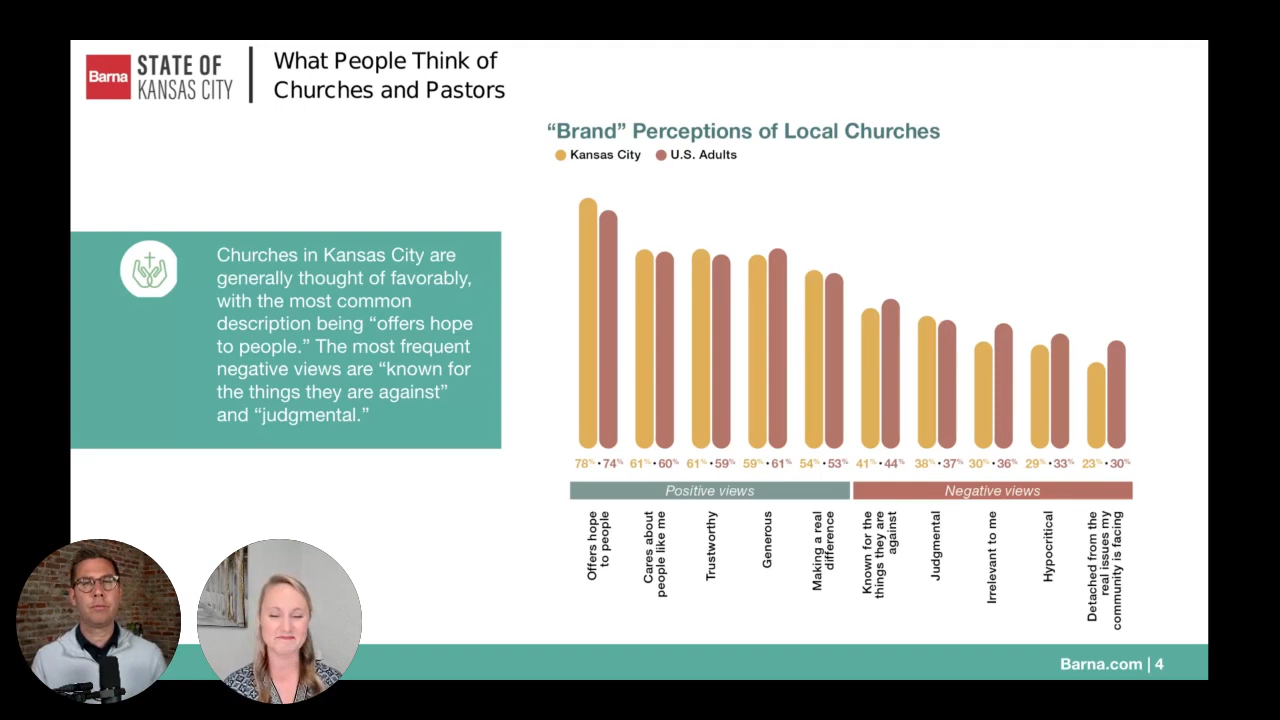 Barna
STATE OF
KANSAS CITY
What People Think of
Churches and Pastors
“Brand” Perceptions of Local Churches
Kansas City U.S. Adults
Churches in Kansas City are
generally thought of favorably,
with the most common
description being “offers hope
to people.” The most frequent
negative views are “known for
the things they are against”
and “judgmental.”
78% • 74% 61% • 60% 61% • 59% 59% • 61% 54% • 53% 41% • 44% 38% • 37% 30% • 36% 29% • 33% 23% • 30%
Positive views
Negative views
Offers hope
to people
Cares about
people like me
Trustworthy
Generous
Making a real
difference
Known for the
things they are
against
Judgmental
Irrelevant to me
Hypocritical
Detached from the
real issues my
community is facing
Barna.com | 4